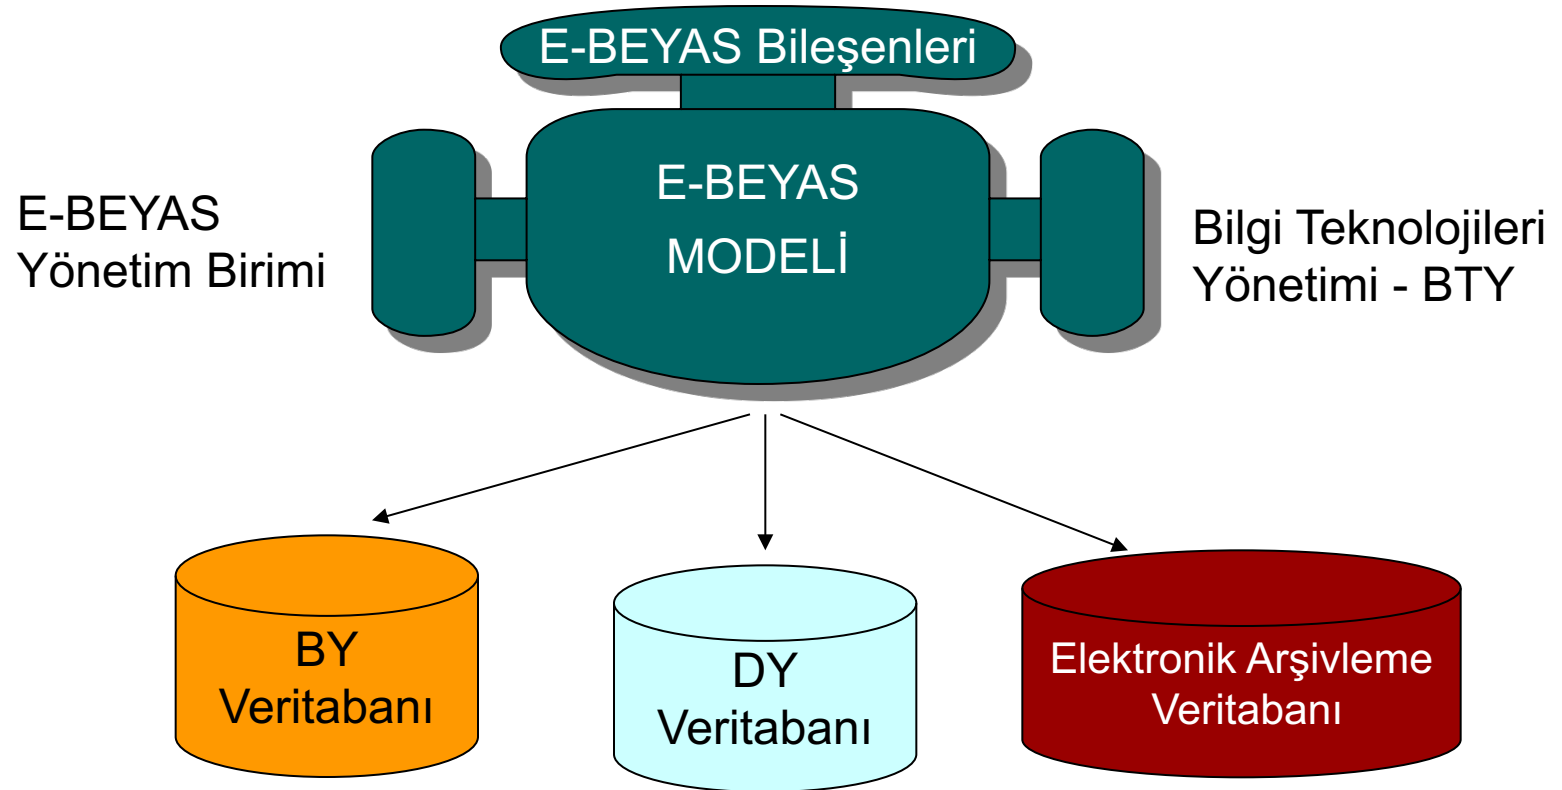 E-BEYAS Bileşenleri
E-BEYAS
MODELİ
E-BEYAS
Yönetim Birimi
Bilgi Teknolojileri
Yönetimi - BTY
BY
Veritabanı
DY
Veritabanı
Elektronik Arşivleme
Veritabanı